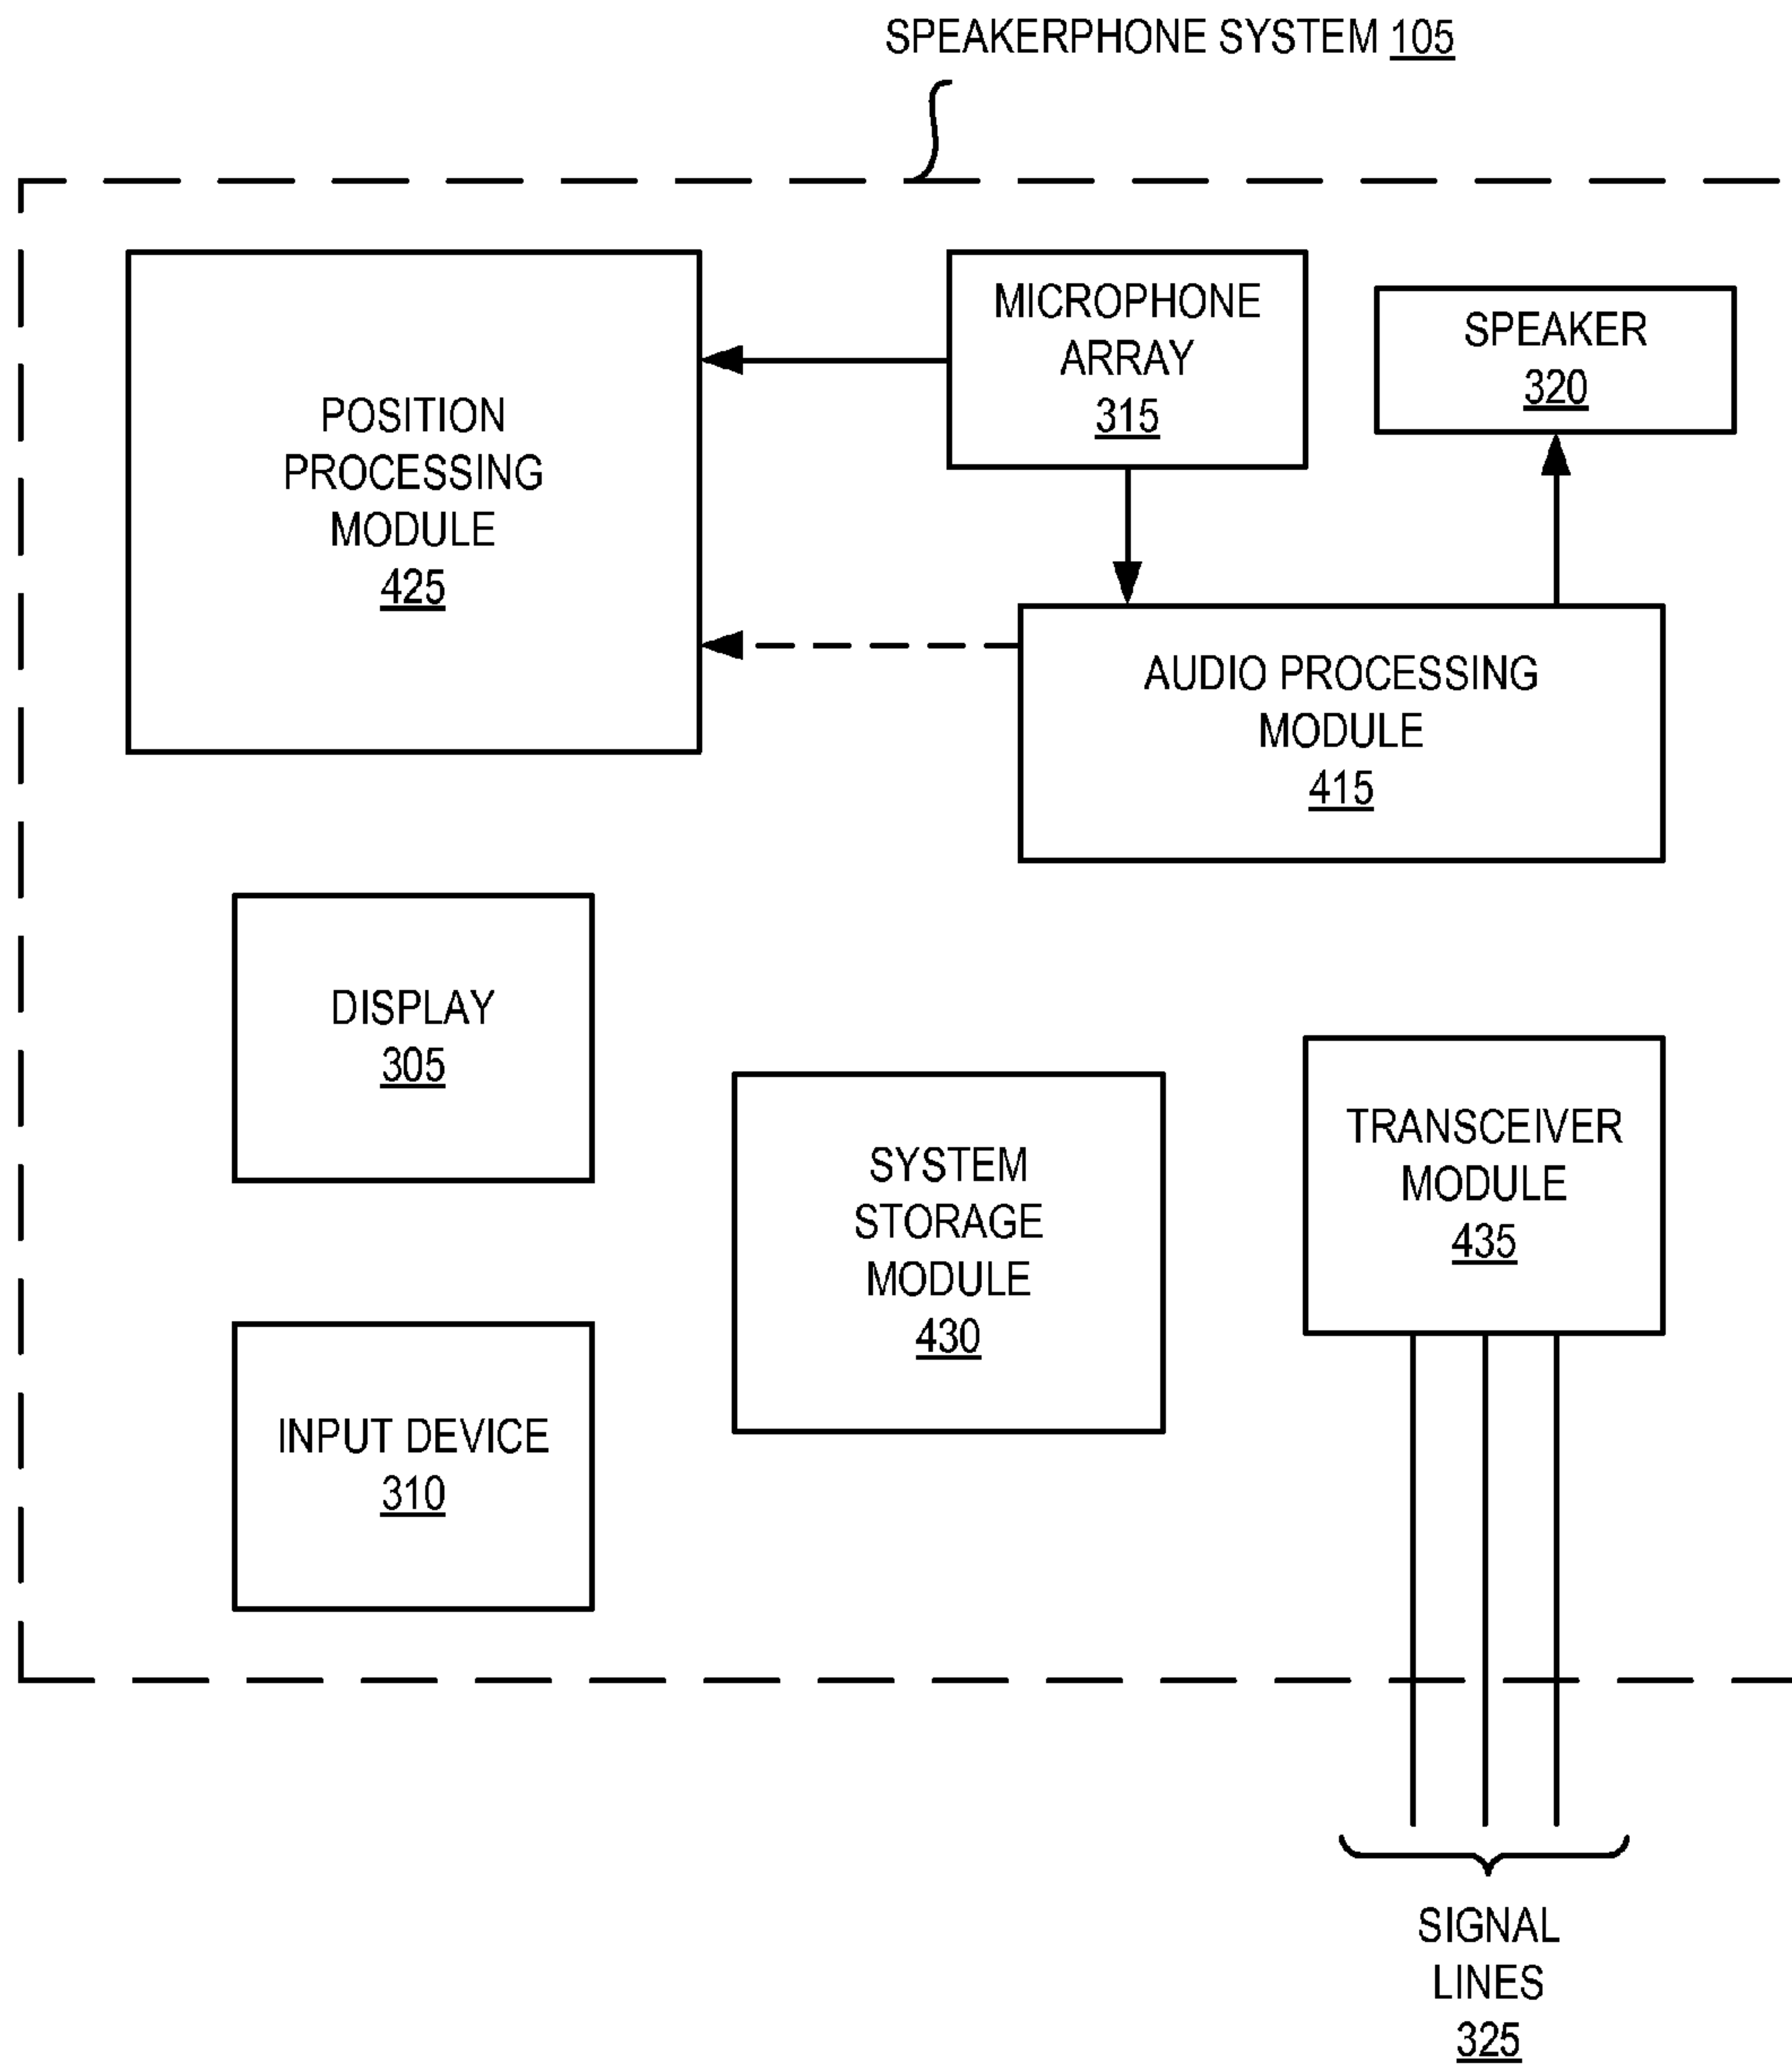 SPEAKERPHONE SYSTEM 105
POSITION
PROCESSING
MODULE
425
MICROPHONE
ARRAY
315
SPEAKER
320
AUDIO PROCESSING
MODULE
415
DISPLAY
305
SYSTEM
STORAGE
MODULE
430
TRANSCEIVER
MODULE
435
INPUT DEVICE
310
SIGNAL
LINES
325